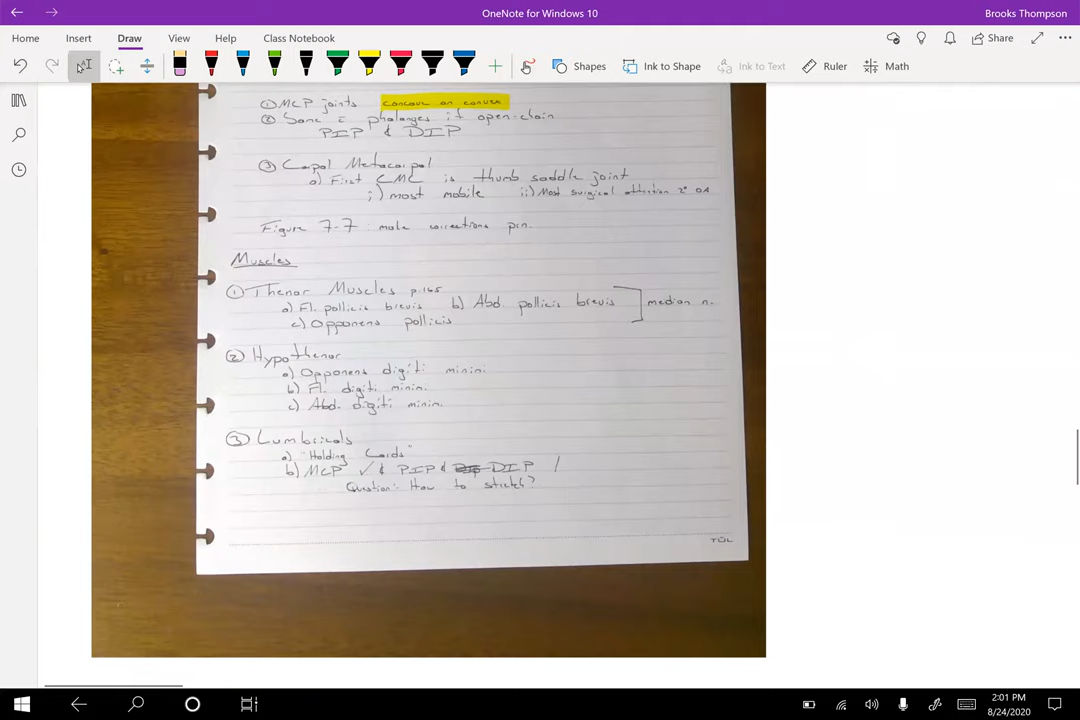 OneNote for Windows 10
Brooks Thompson
Home Insert Draw View Help Class Notebook
Share
Shapes Ink to Shape Ink to Text Ruler Math
① MCP joints concave on convex
② Same c̄ phalanges if open-chain
PIP & DIP
③ Carpal Metacarpal
a) First CMC is thumb saddle joint
i) most mobile ii) Most surgical attention 2° OA
Figure 7-7 : make corrections pen.
Muscles
① Thenar Muscles p.165
a) Fl. pollicis brevis b) Abd. pollicis brevis median n.
c) Opponens pollicis
② Hypothenar
a) Opponens digiti minimi
b) Fl. digiti minim.
c) Abd. digiti minim.
③ Lumbricals
a) "Holding Cards"
b) MCP ✓ & PIP & DIP /
Question: How to stretch?
TUL
2:01 PM
8/24/2020